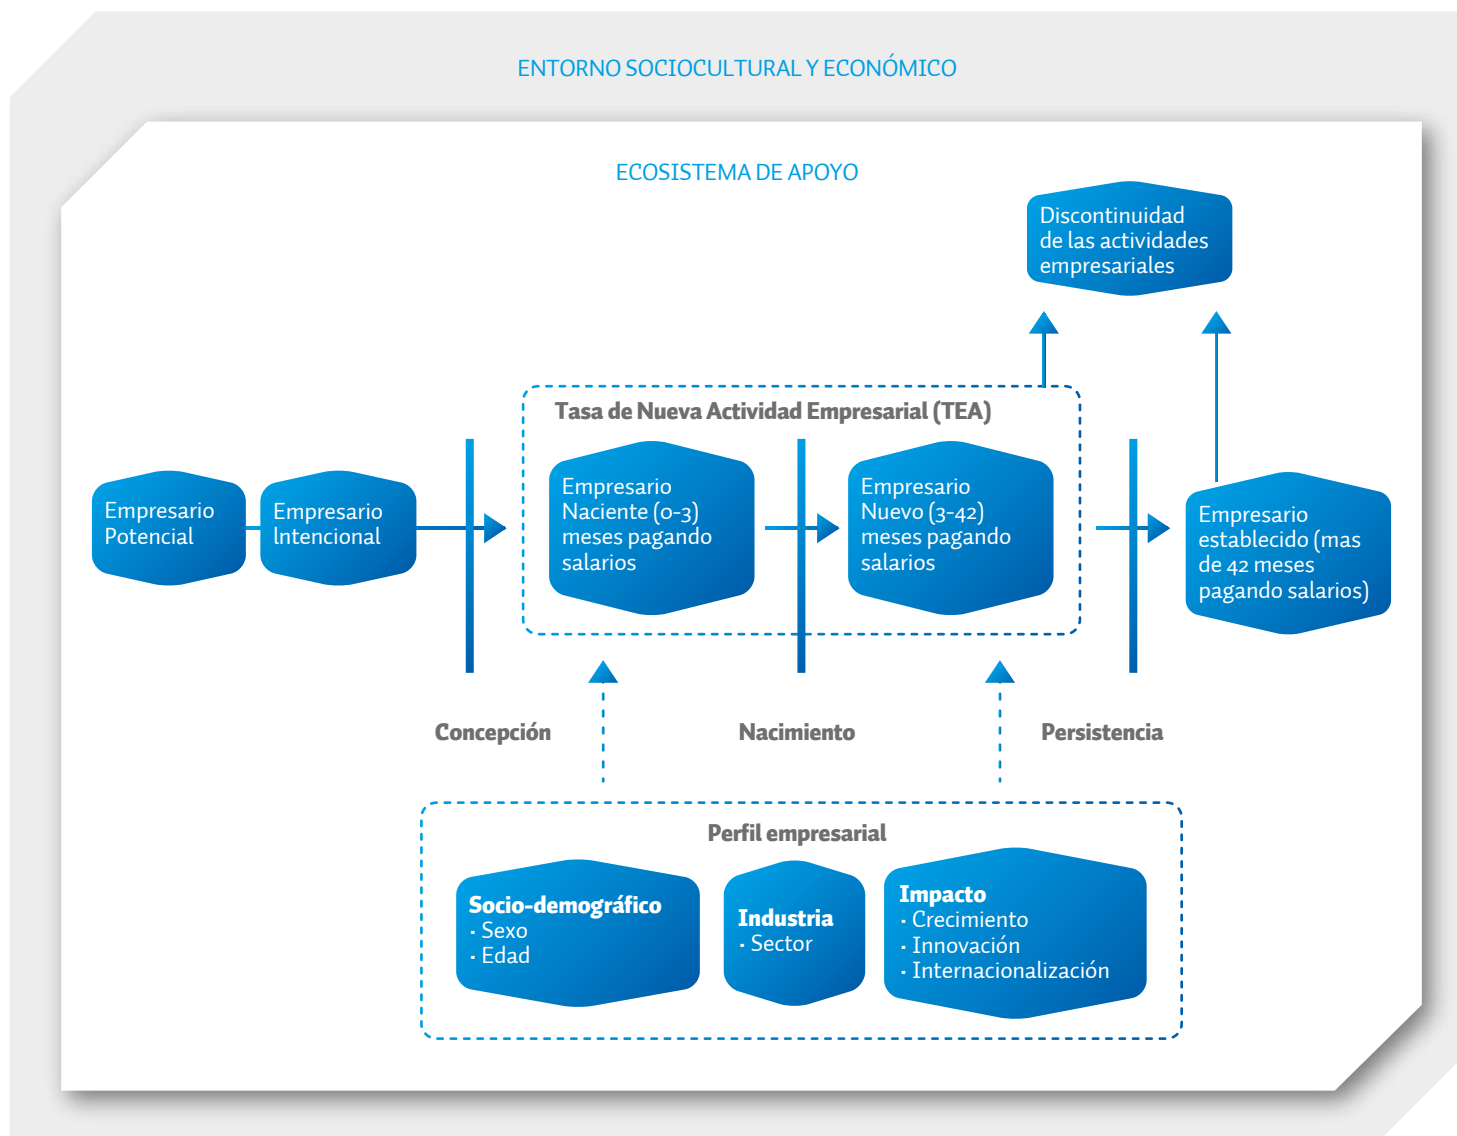 ENTORNO SOCIOCULTURAL Y ECONÓMICO
ECOSISTEMA DE APOYO
Discontinuidad
de las actividades
empresariales
Tasa de Nueva Actividad Empresarial (TEA)
Empresario
Potencial
Empresario
Intencional
Empresario
Naciente (0-3)
meses pagando
salarios
Empresario
Nuevo (3-42)
meses pagando
salarios
Empresario
establecido (mas
de 42 meses
pagando salarios)
Concepción
Nacimiento
Persistencia
Perfil empresarial
Socio-demográfico
· Sexo
· Edad
Industria
· Sector
Impacto
· Crecimiento
· Innovación
· Internacionalización